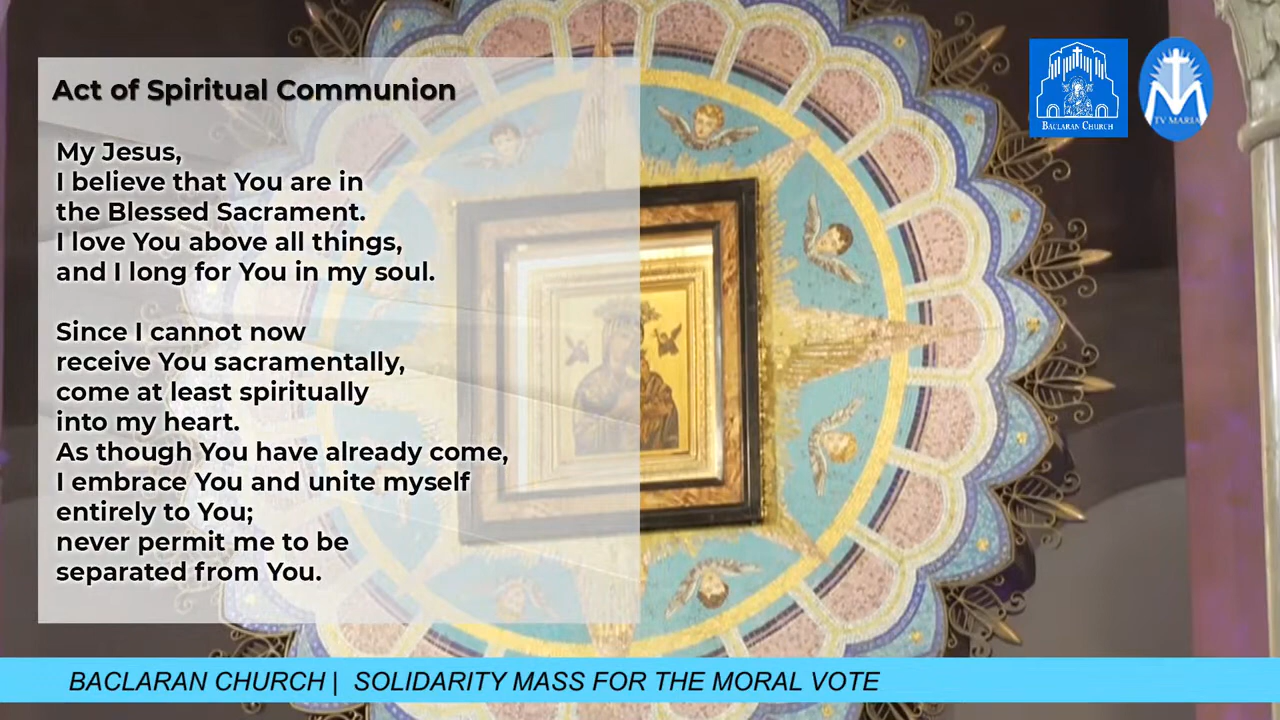 Act of Spiritual Communion
My Jesus,
I believe that You are in
the Blessed Sacrament.
I love You above all things,
and I long for You in my soul.
Since I cannot now
receive You sacramentally,
come at least spiritually
into my heart.
As though You have already come,
I embrace You and unite myself
entirely to You;
never permit me to be
separated from You.
BACLARAN CHURCH
TV MARIA
BACLARAN CHURCH | SOLIDARITY MASS FOR THE MORAL VOTE